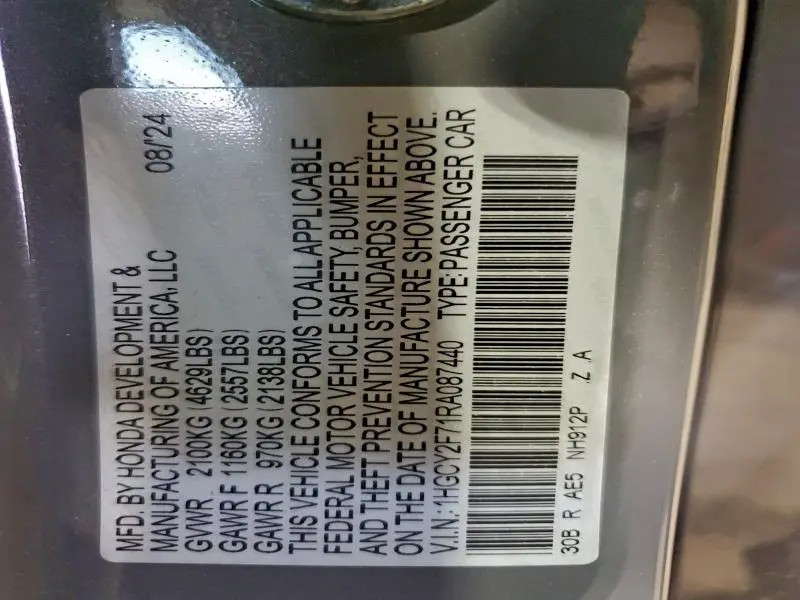 MFD. BY HONDA DEVELOPMENT &
MANUFACTURING OF AMERICA, LLC 08/'24
GVWR 2100KG (4629LBS)
GAWR F 1160KG (2557LBS)
GAWR R 970KG (2138LBS)
THIS VEHICLE CONFORMS TO ALL APPLICABLE
FEDERAL MOTOR VEHICLE SAFETY, BUMPER,
AND THEFT PREVENTION STANDARDS IN EFFECT
ON THE DATE OF MANUFACTURE SHOWN ABOVE.
V.I.N.: 1HGCY2F71RA087440 TYPE: PASSENGER CAR
30B R AE5 NH912P .Z .A